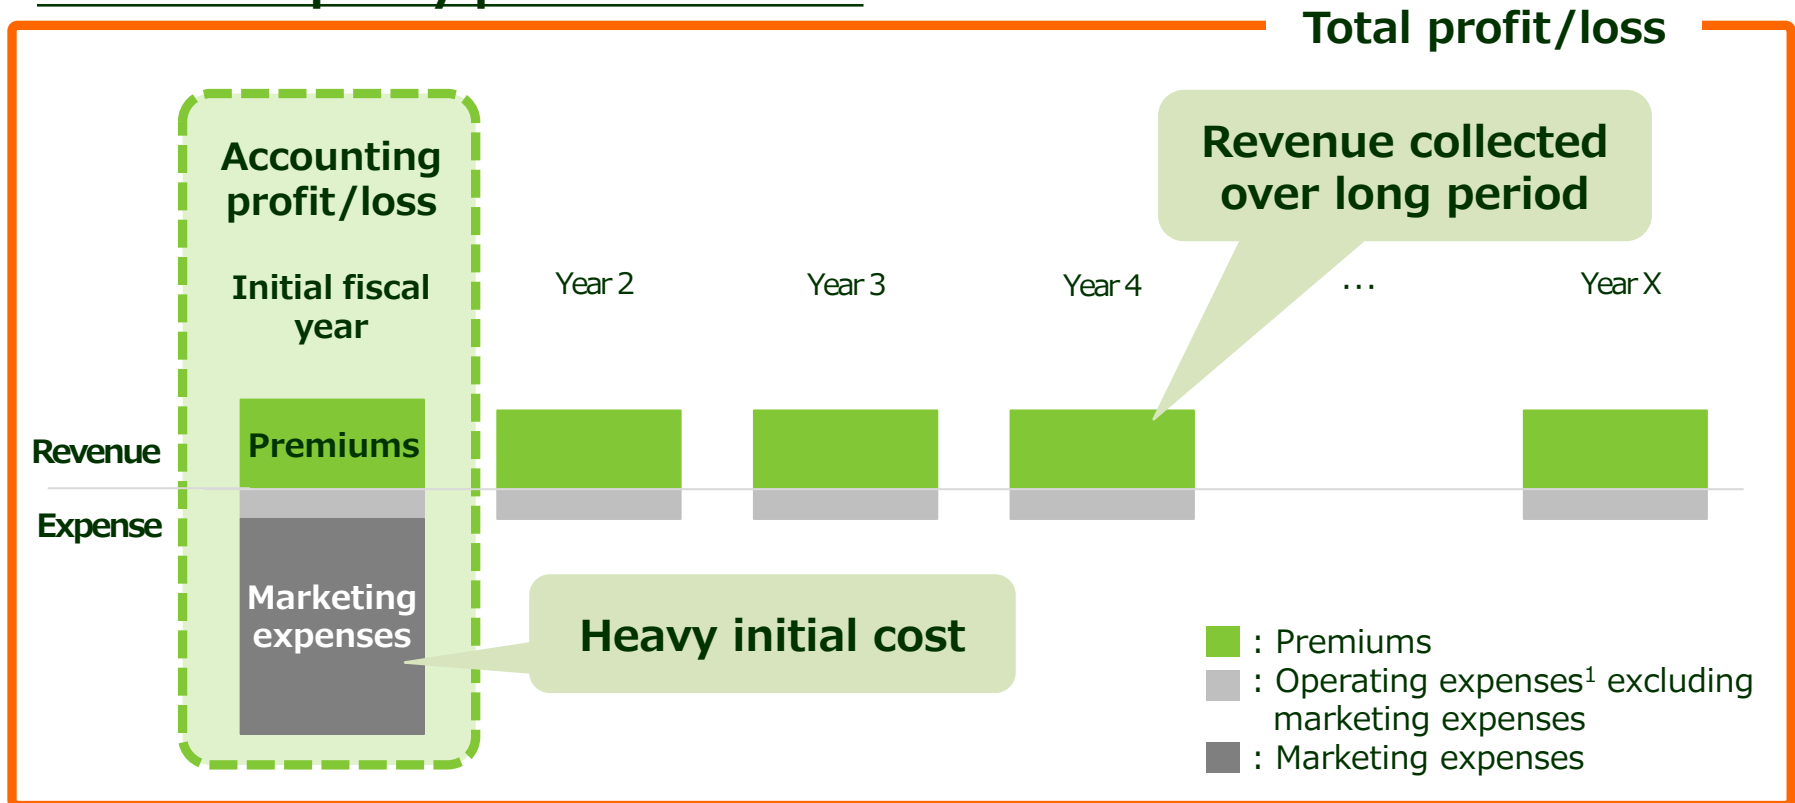 Total profit/loss
Accounting
profit/loss
Revenue collected
over long period
Initial fiscal
year
Year 2
Year 3
Year 4
...
Year X
Revenue
Premiums
Expense
Marketing
expenses
Heavy initial cost
: Premiums
: Operating expenses¹ excluding
marketing expenses
: Marketing expenses